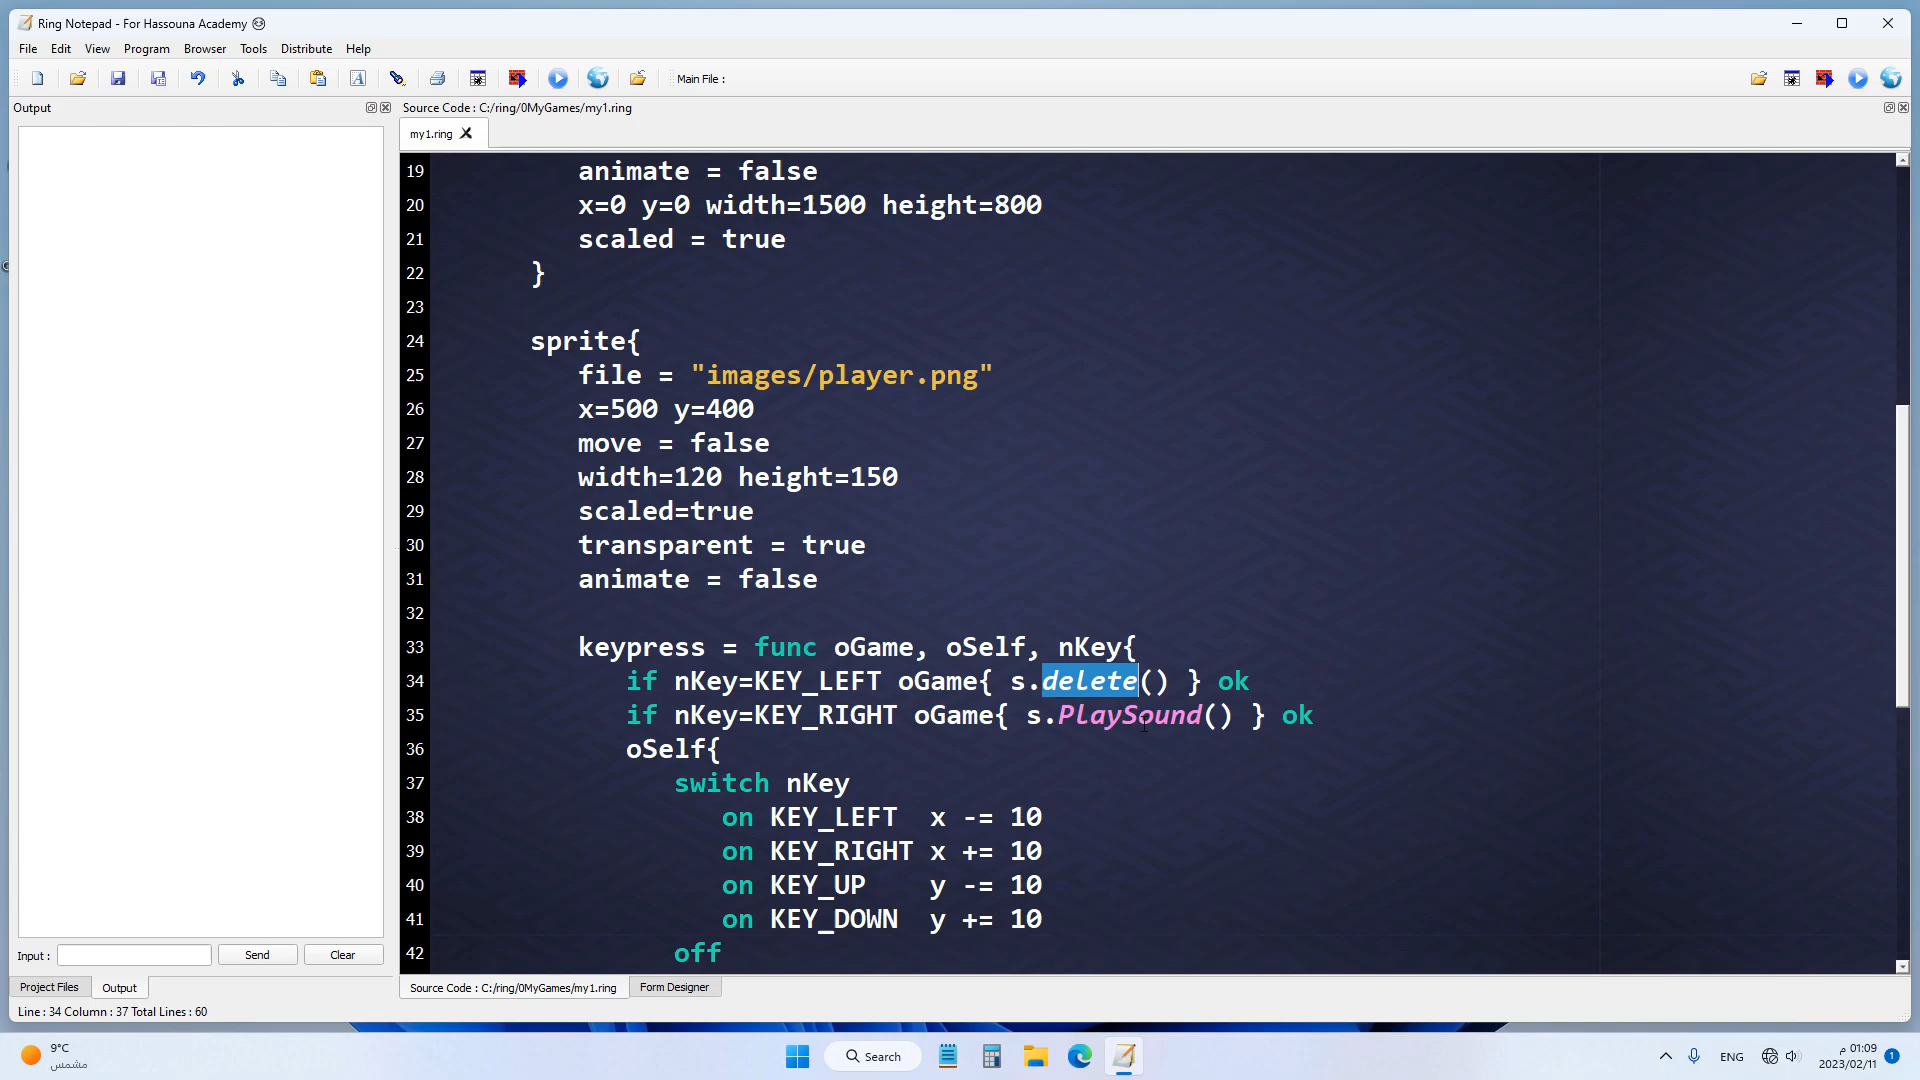 Ring Notepad - For Hassouna Academy
File Edit View Program Browser Tools Distribute Help
Main File :
Output
Source Code : C:/ring/0MyGames/my1.ring
my1.ring
19 animate = false
20 x=0 y=0 width=1500 height=800
21 scaled = true
22 }
23
24 sprite{
25 file = "images/player.png"
26 x=500 y=400
27 move = false
28 width=120 height=150
29 scaled=true
30 transparent = true
31 animate = false
32
33 keypress = func oGame, oSelf, nKey{
34 if nKey=KEY_LEFT oGame{ s.delete() } ok
35 if nKey=KEY_RIGHT oGame{ s.PlaySound() } ok
36 oSelf{
37 switch nKey
38 on KEY_LEFT x -= 10
39 on KEY_RIGHT x += 10
40 on KEY_UP y -= 10
41 on KEY_DOWN y += 10
42 off
Input : Send Clear
Project Files Output
Source Code : C:/ring/0MyGames/my1.ring Form Designer
Line : 34 Column : 37 Total Lines : 60
9°C
مشمس
Search
ENG
01:09 م
2023/02/11
1